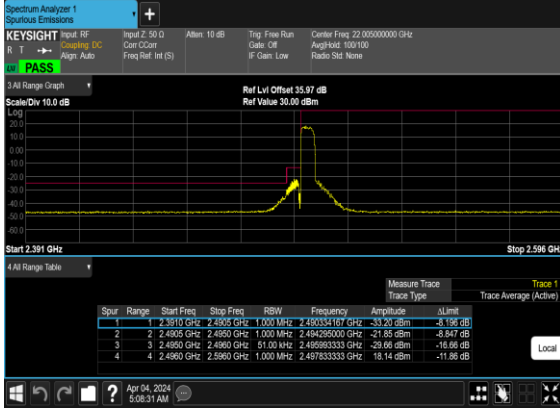 Spectrum Analyzer 1
Spurious Emissions
+
KEYSIGHT Input: RF Input Z: 50 Ω Atten: 10 dB Trig: Free Run Center Freq: 22.005000000 GHz
R T Coupling: DC Corr CCorr Gate: Off Avg|Hold: 100/100
Align: Auto Freq Ref: Int (S) IF Gain: Low Radio Std: None
LV PASS
3 All Range Graph Ref Lvl Offset 35.97 dB
Scale/Div 10.0 dB Ref Value 30.00 dBm
Log
20.0
10.0
0.00
-10.0
-20.0
-30.0
-40.0
-50.0
-60.0
Start 2.391 GHz Stop 2.596 GH
4 All Range Table
Measure Trace Trace 1
Trace Type Trace Average (Active)
Spur Range Start Freq Stop Freq RBW Frequency Amplitude ΔLimit
1 1 2.3910 GHz 2.4905 GHz 1.000 MHz 2.490334167 GHz -33.20 dBm -8.196 dB
2 2 2.4905 GHz 2.4950 GHz 1.000 MHz 2.494295000 GHz -21.85 dBm -8.847 dB
3 3 2.4950 GHz 2.4960 GHz 51.00 kHz 2.495993333 GHz -29.66 dBm -16.66 dB
4 4 2.4960 GHz 2.5960 GHz 1.000 MHz 2.497833333 GHz 18.14 dBm -11.86 dB
Local
? Apr 04, 2024
5:08:31 AM